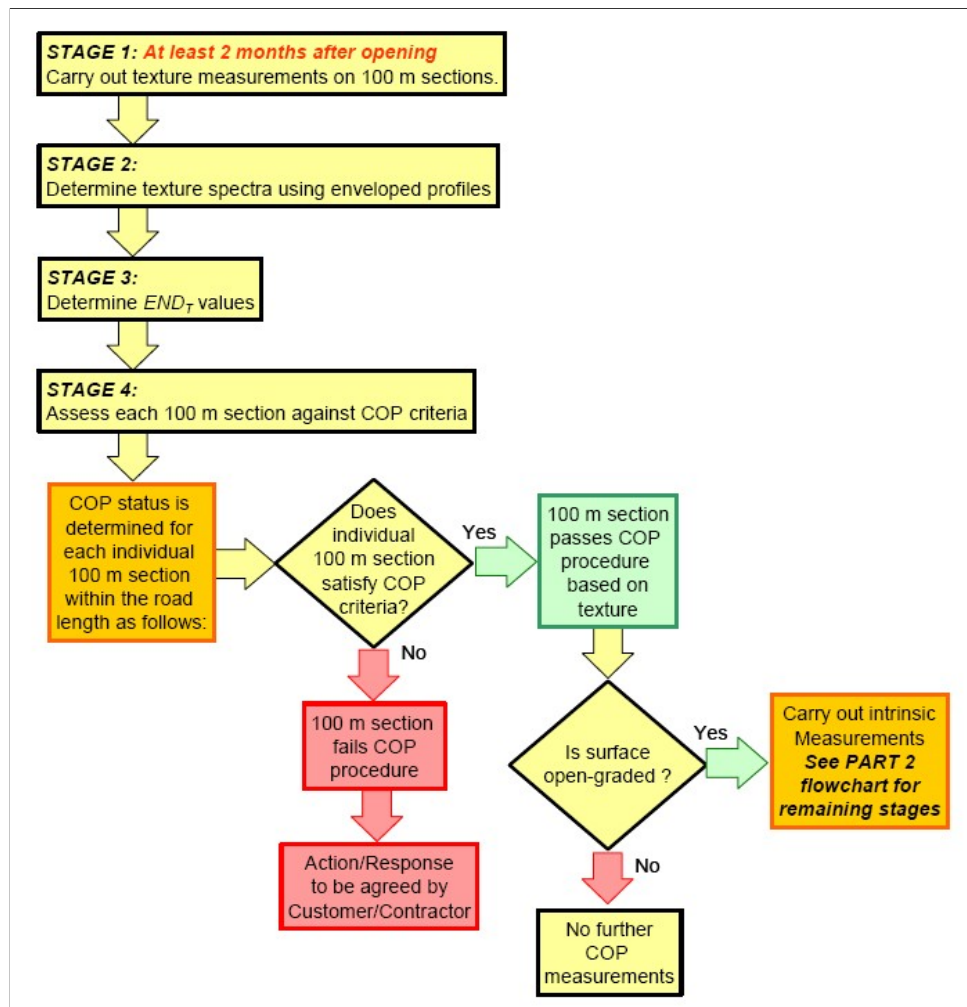 STAGE 1: At least 2 months after opening
Carry out texture measurements on 100 m sections.
STAGE 2:
Determine texture spectra using enveloped profiles
STAGE 3:
Determine ENDT values
STAGE 4:
Assess each 100 m section against COP criteria
COP status is
determined for
each individual
100 m section
within the road
length as follows:
Does
individual
100 m section
satisfy COP
criteria?
Yes
100 m section
passes COP
procedure
based on
texture
No
100 m section
fails COP
procedure
Action/Response
to be agreed by
Customer/Contractor
Is surface
open-graded ?
Yes
Carry out intrinsic
Measurements
See PART 2
flowchart for
remaining stages
No
No further
COP
measurements